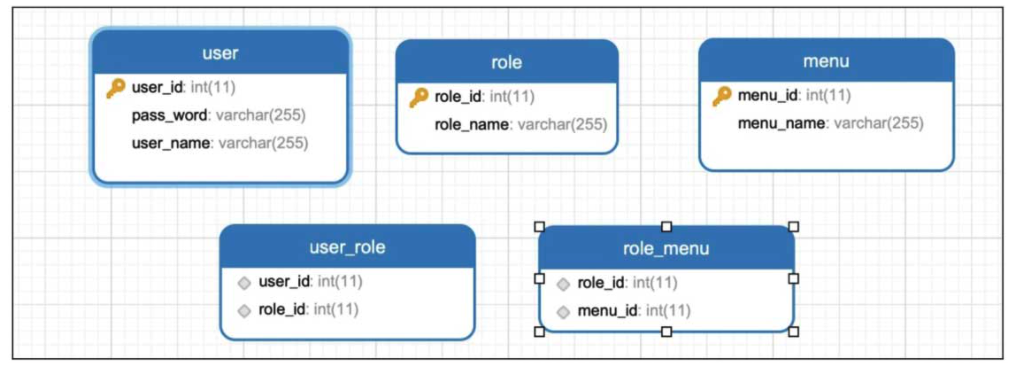 user
user_id: int(11)
pass_word: varchar(255)
user_name: varchar(255)
role
role_id: int(11)
role_name: varchar(255)
menu
menu_id: int(11)
menu_name: varchar(255)
user_role
user_id: int(11)
role_id: int(11)
role_menu
role_id: int(11)
menu_id: int(11)